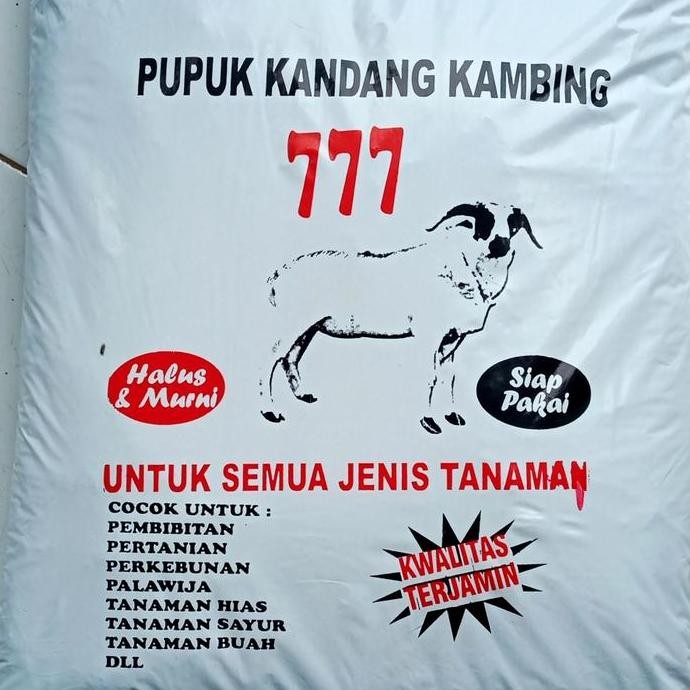 PUPUK KANDANG KAMBING
777
Halus
& Murni
Siap
Pakai
UNTUK SEMUA JENIS TANAMAN
COCOK UNTUK :
PEMBIBITAN
PERTANIAN
PERKEBUNAN
PALAWIJA
TANAMAN HIAS
TANAMAN SAYUR
TANAMAN BUAH
DLL
KWALITAS
TERJAMIN